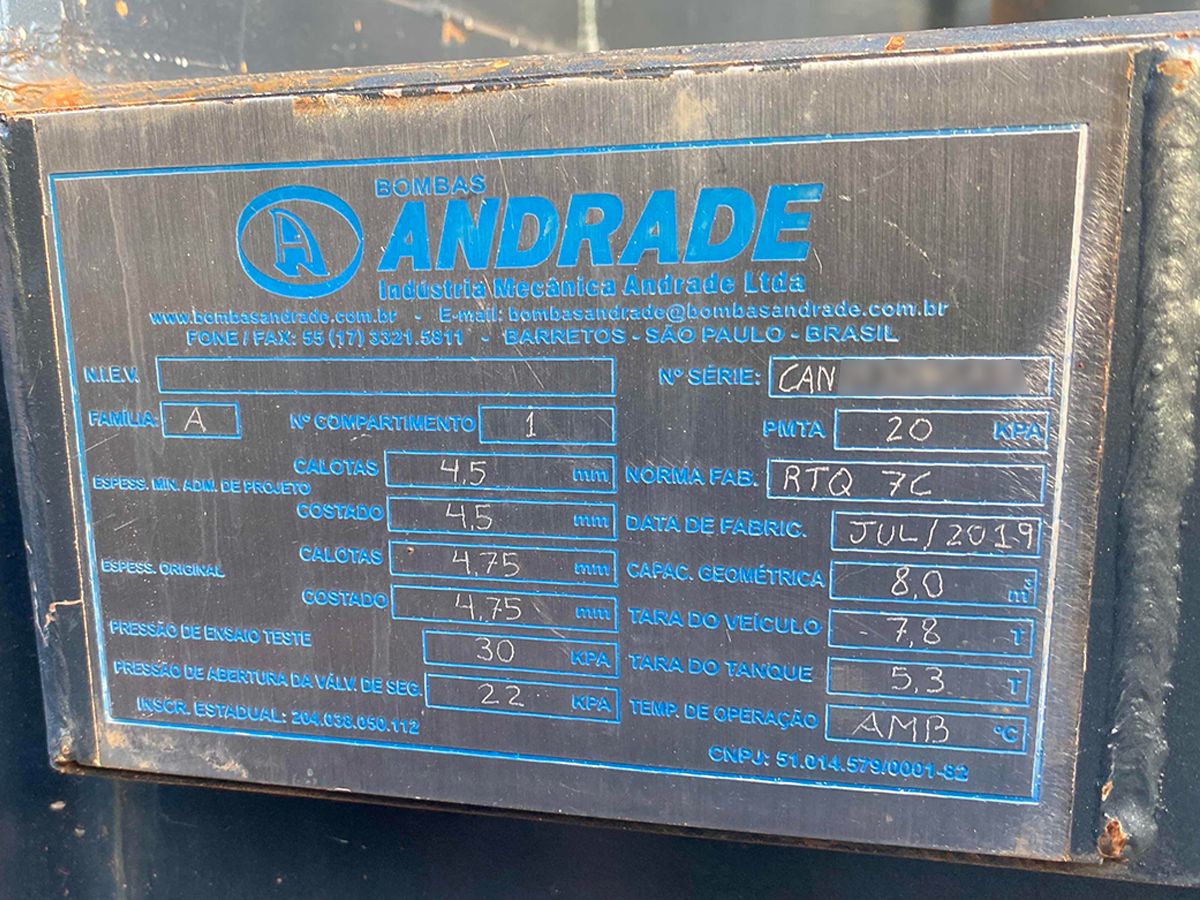 BOMBAS
ANDRADE
Indústria Mecânica Andrade Ltda
www.bombasandrade.com.br - E-mail: bombasandrade@bombasandrade.com.br
FONE / FAX: 55 (17) 3321.5811 - BARRETOS - SÃO PAULO - BRASIL
N.I.E.V. Nº SÉRIE: CAN
FAMÍLIA: A Nº COMPARTIMENTO 1 PMTA 20 KPA
ESPESS. MIN. ADM. DE PROJETO CALOTAS 4,5 mm NORMA FAB. RTQ 7C
COSTADO 4,5 mm DATA DE FABRIC. JUL/2019
ESPESS. ORIGINAL CALOTAS 4,75 mm CAPAC. GEOMÉTRICA 8,0 m³
COSTADO 4,75 mm TARA DO VEÍCULO 7,8 T
PRESSÃO DE ENSAIO TESTE 30 KPA TARA DO TANQUE 5,3 T
PRESSÃO DE ABERTURA DA VÁLV. DE SEG. 22 KPA TEMP. DE OPERAÇÃO AMB ºC
INSCR. ESTADUAL: 204.038.050.112 CNPJ: 51.014.579/0001-82